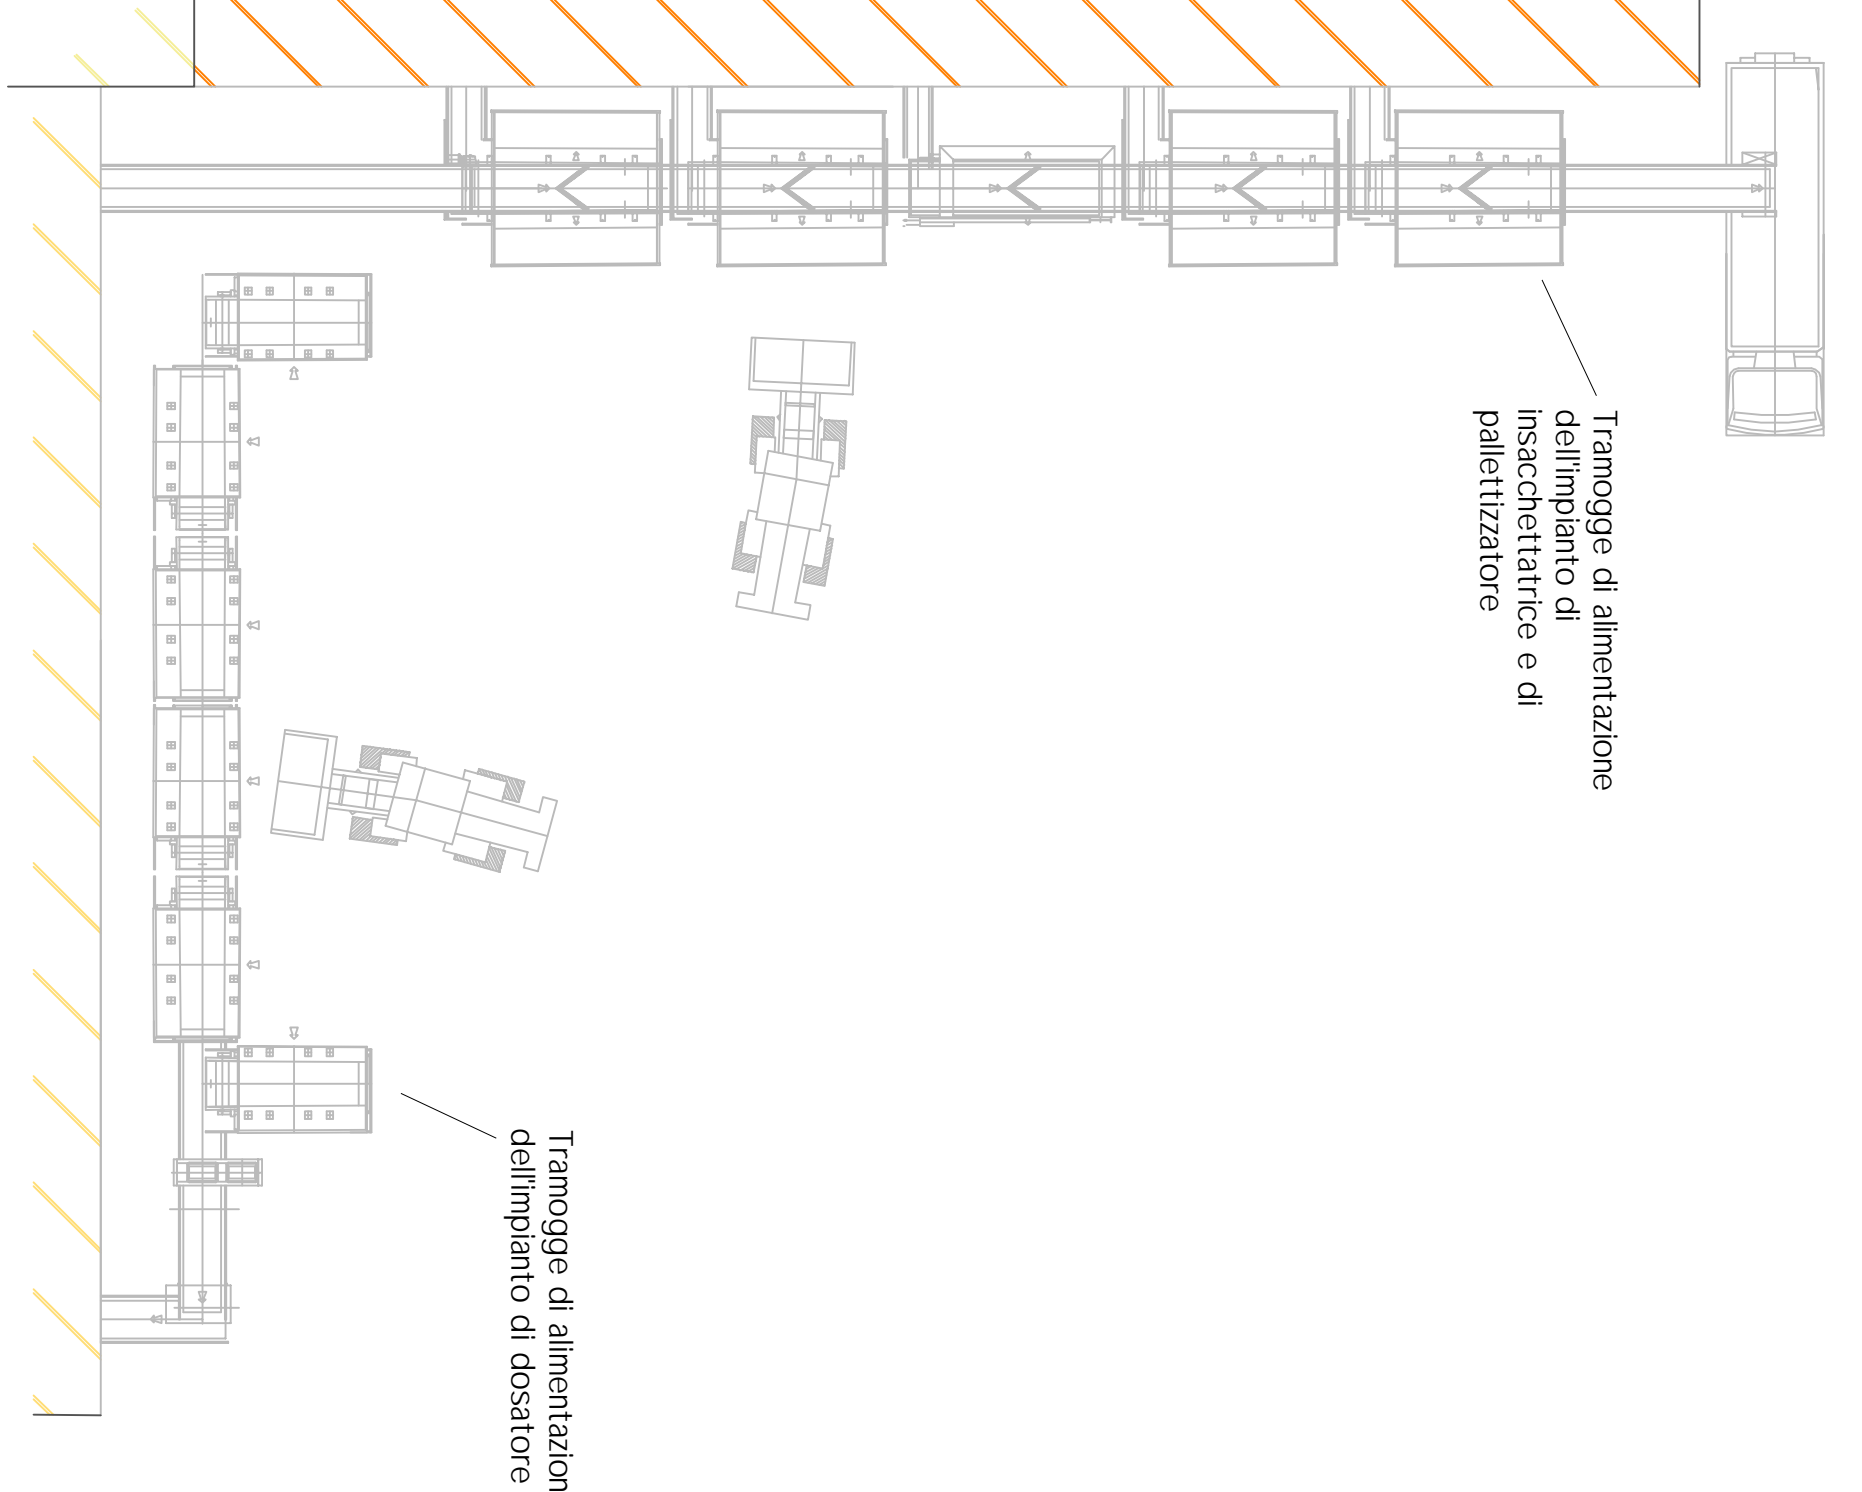 Tramogge di alimentazione
dell'impianto di
insacchettatrice e di
pallettizzatore
Tramogge di alimentazion
dell'impianto di dosatore